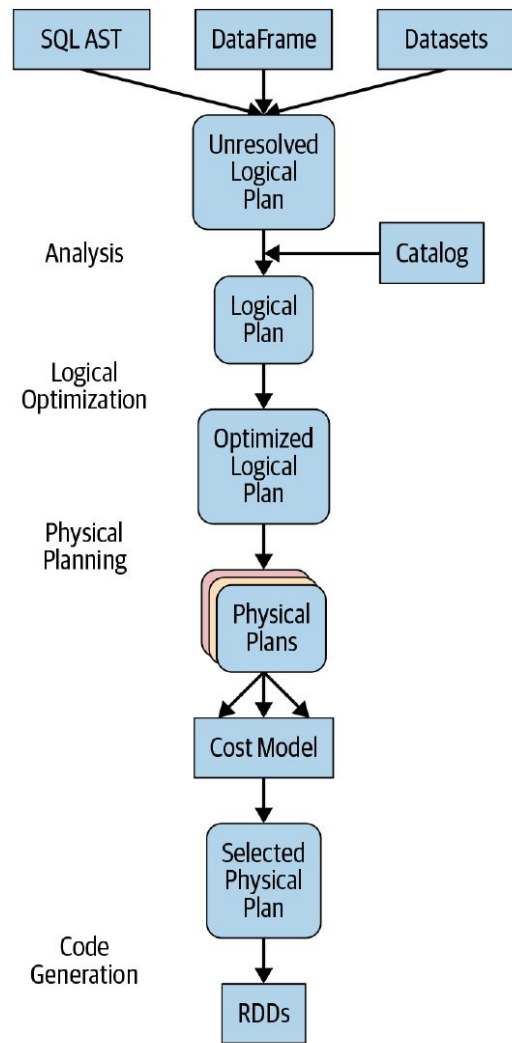 SQL AST
DataFrame
Datasets
Unresolved
Logical
Plan
Analysis
Catalog
Logical
Plan
Logical
Optimization
Optimized
Logical
Plan
Physical
Planning
Physical
Plans
Cost Model
Selected
Physical
Plan
Code
Generation
RDDs